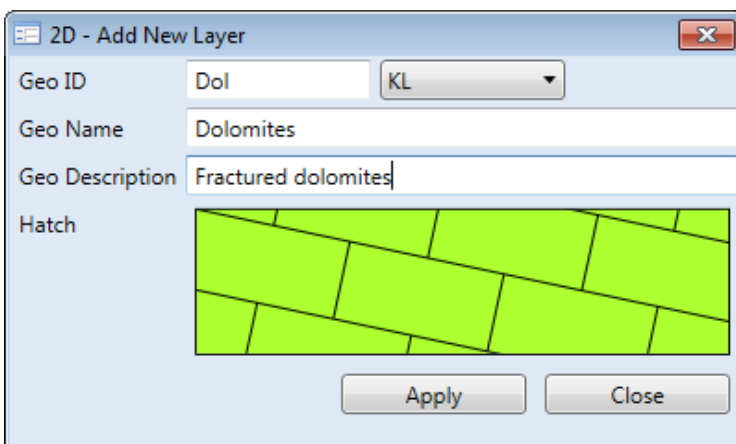 2D - Add New Layer
Geo ID Dol KL
Geo Name Dolomites
Geo Description Fractured dolomites
Hatch
Apply Close